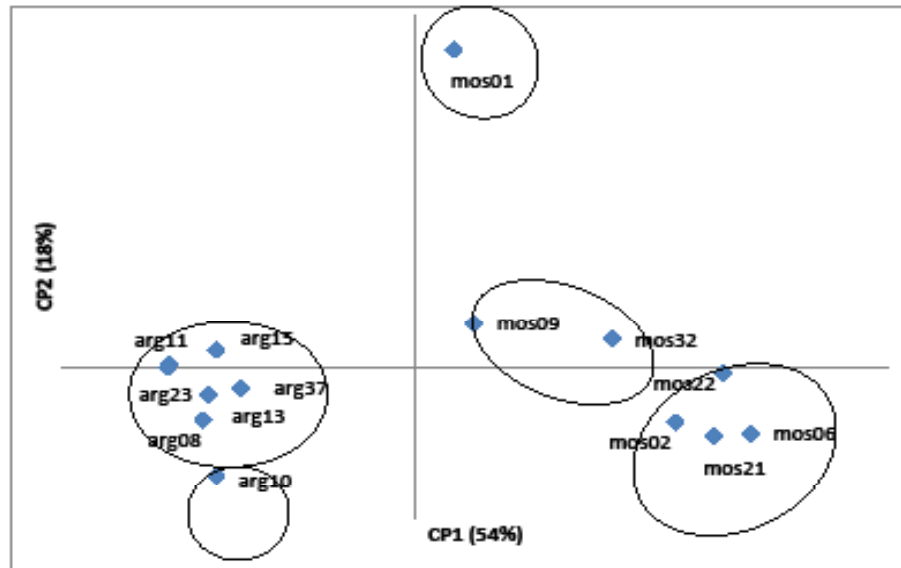 mos01
CP2 (18%)
mos09
arg11
arg15
mos32
arg23
arg37
mos22
arg13
arg08
mos02
mos06
mos21
arg10
CP1 (54%)